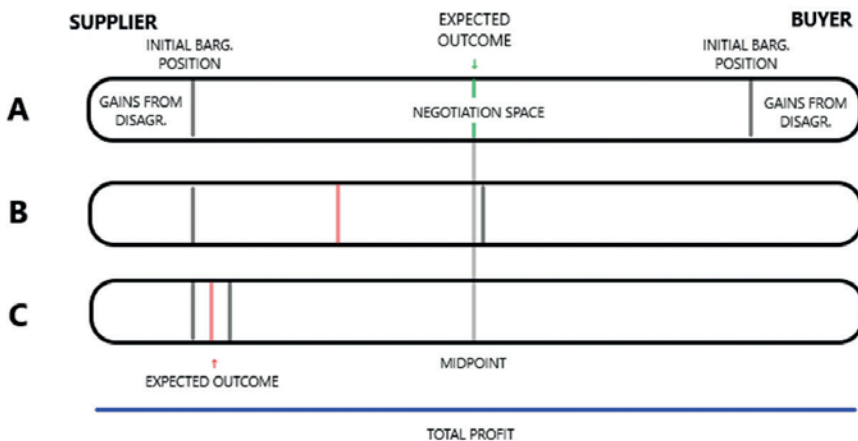 SUPPLIER
BUYER
EXPECTED
OUTCOME
↓
INITIAL BARG.
POSITION
INITIAL BARG.
POSITION
A
GAINS FROM
DISAGR.
NEGOTIATION SPACE
GAINS FROM
DISAGR.
B
C
↑
EXPECTED OUTCOME
MIDPOINT
TOTAL PROFIT